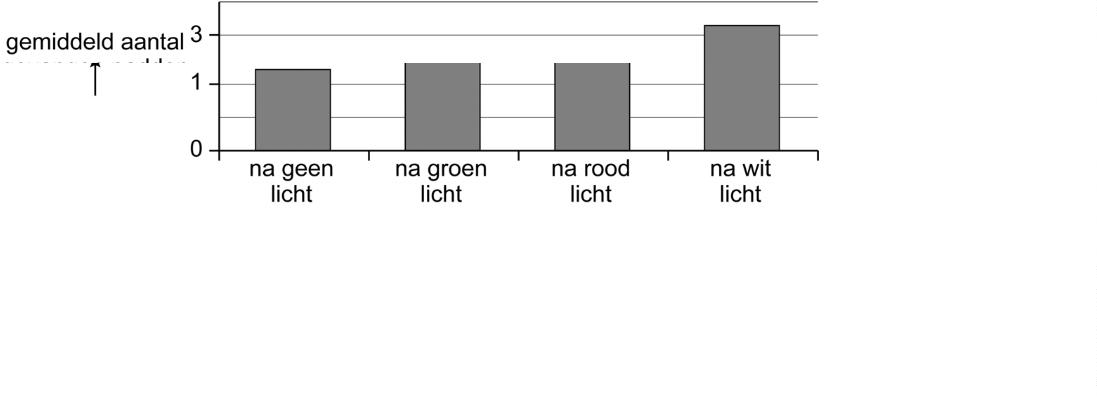 3
gemiddeld aantal
1
0
na geen licht
na groen licht
na rood licht
na wit licht